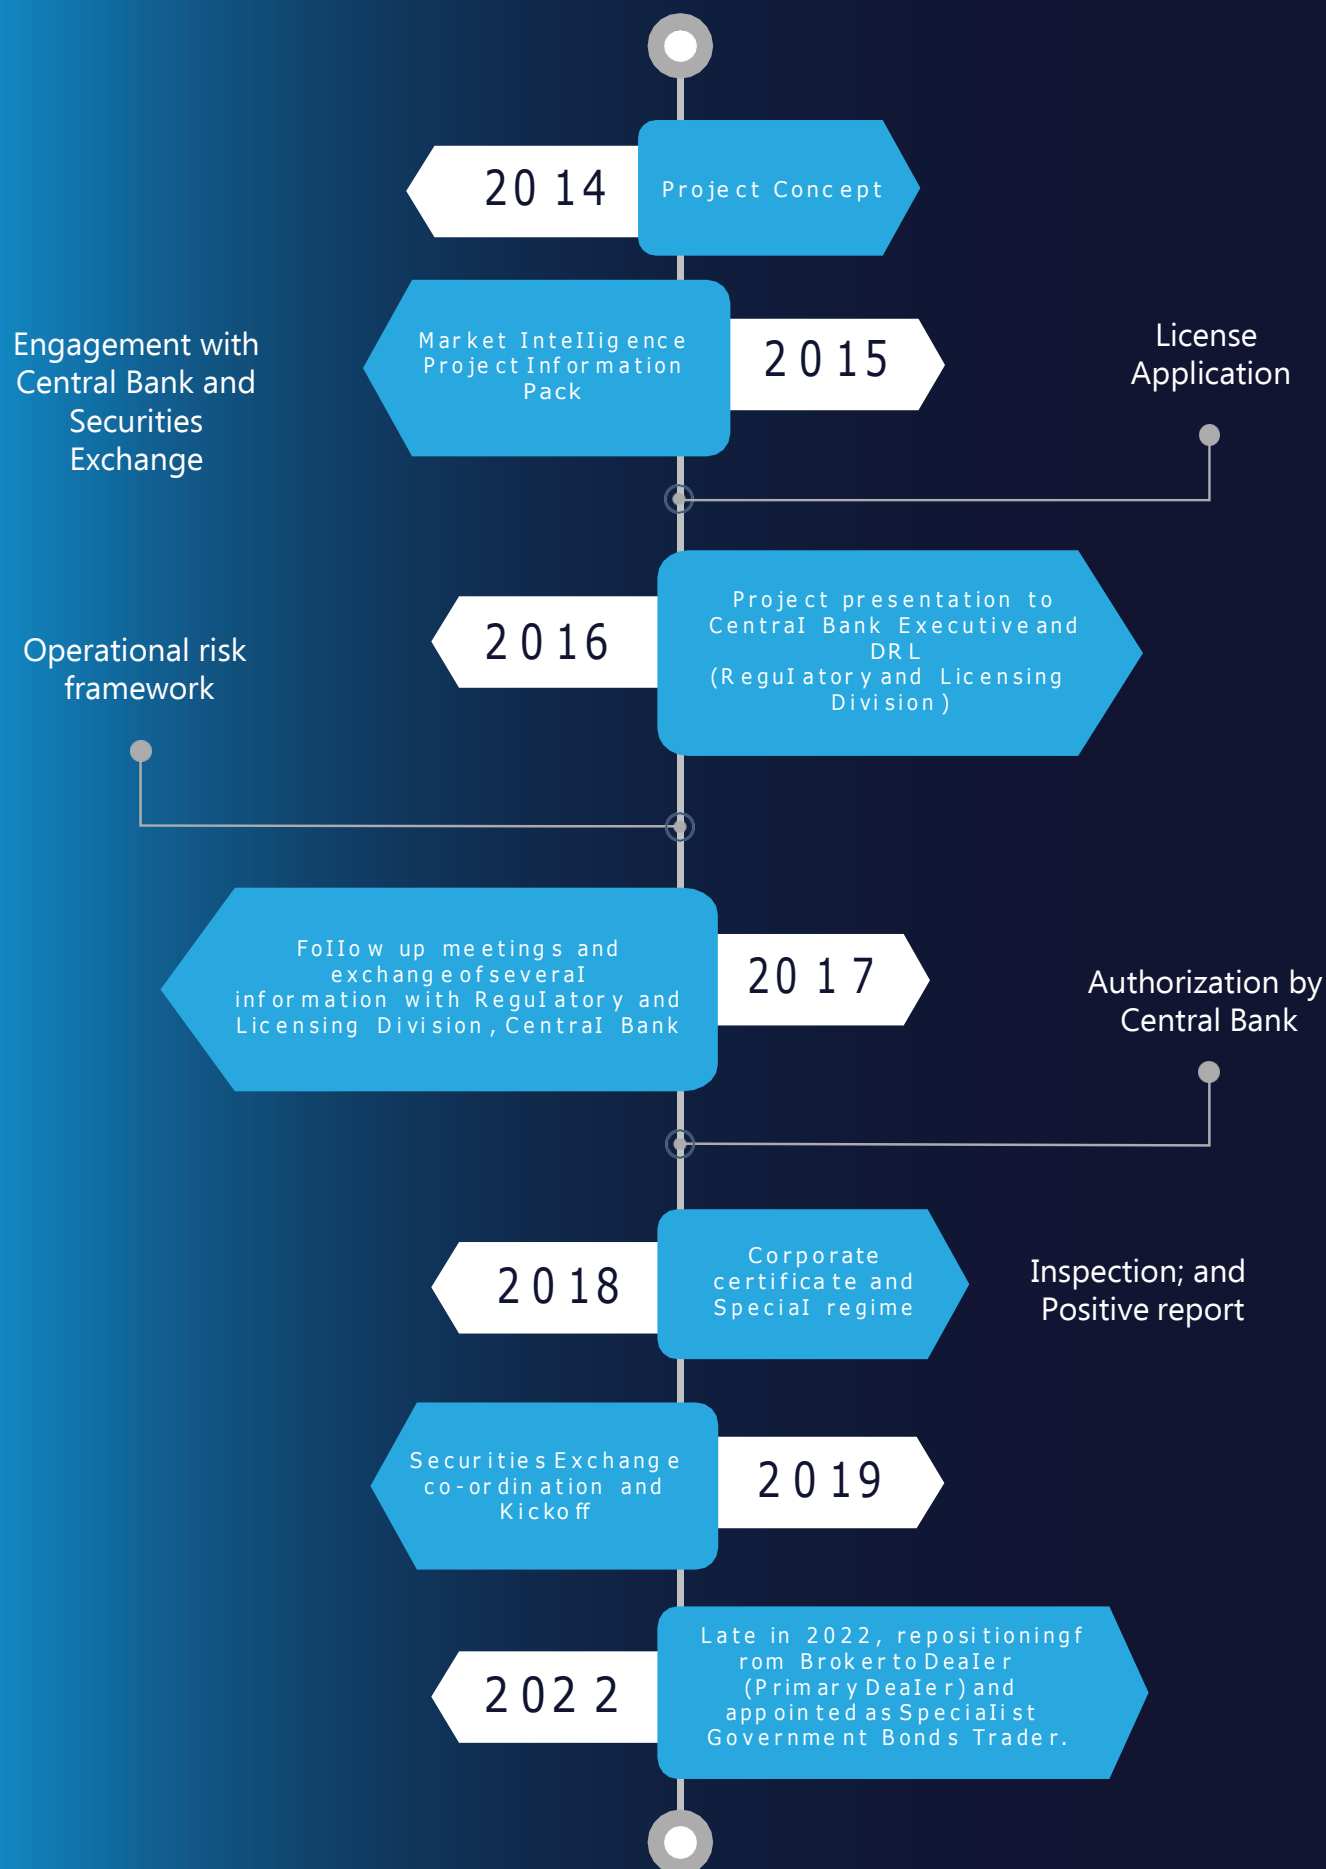 2014
Project Concept
Engagement with
Central Bank and
Securities
Exchange
Market Intelligence
Project Information
Pack
2015
License
Application
2016
Project presentation to
Central Bank Executive and
DRL
(Regulatory and Licensing
Division)
Operational risk
framework
Follow up meetings and
exchange of several
information with Regulatory and
Licensing Division, Central Bank
2017
Authorization by
Central Bank
2018
Corporate
certificate and
Special regime
Inspection; and
Positive report
Securities Exchange
co-ordination and
Kickoff
2019
2022
Late in 2022, repositioningf
rom Broker to Dealer
(Primary Dealer) and
appointed as Specialist
Government Bonds Trader.